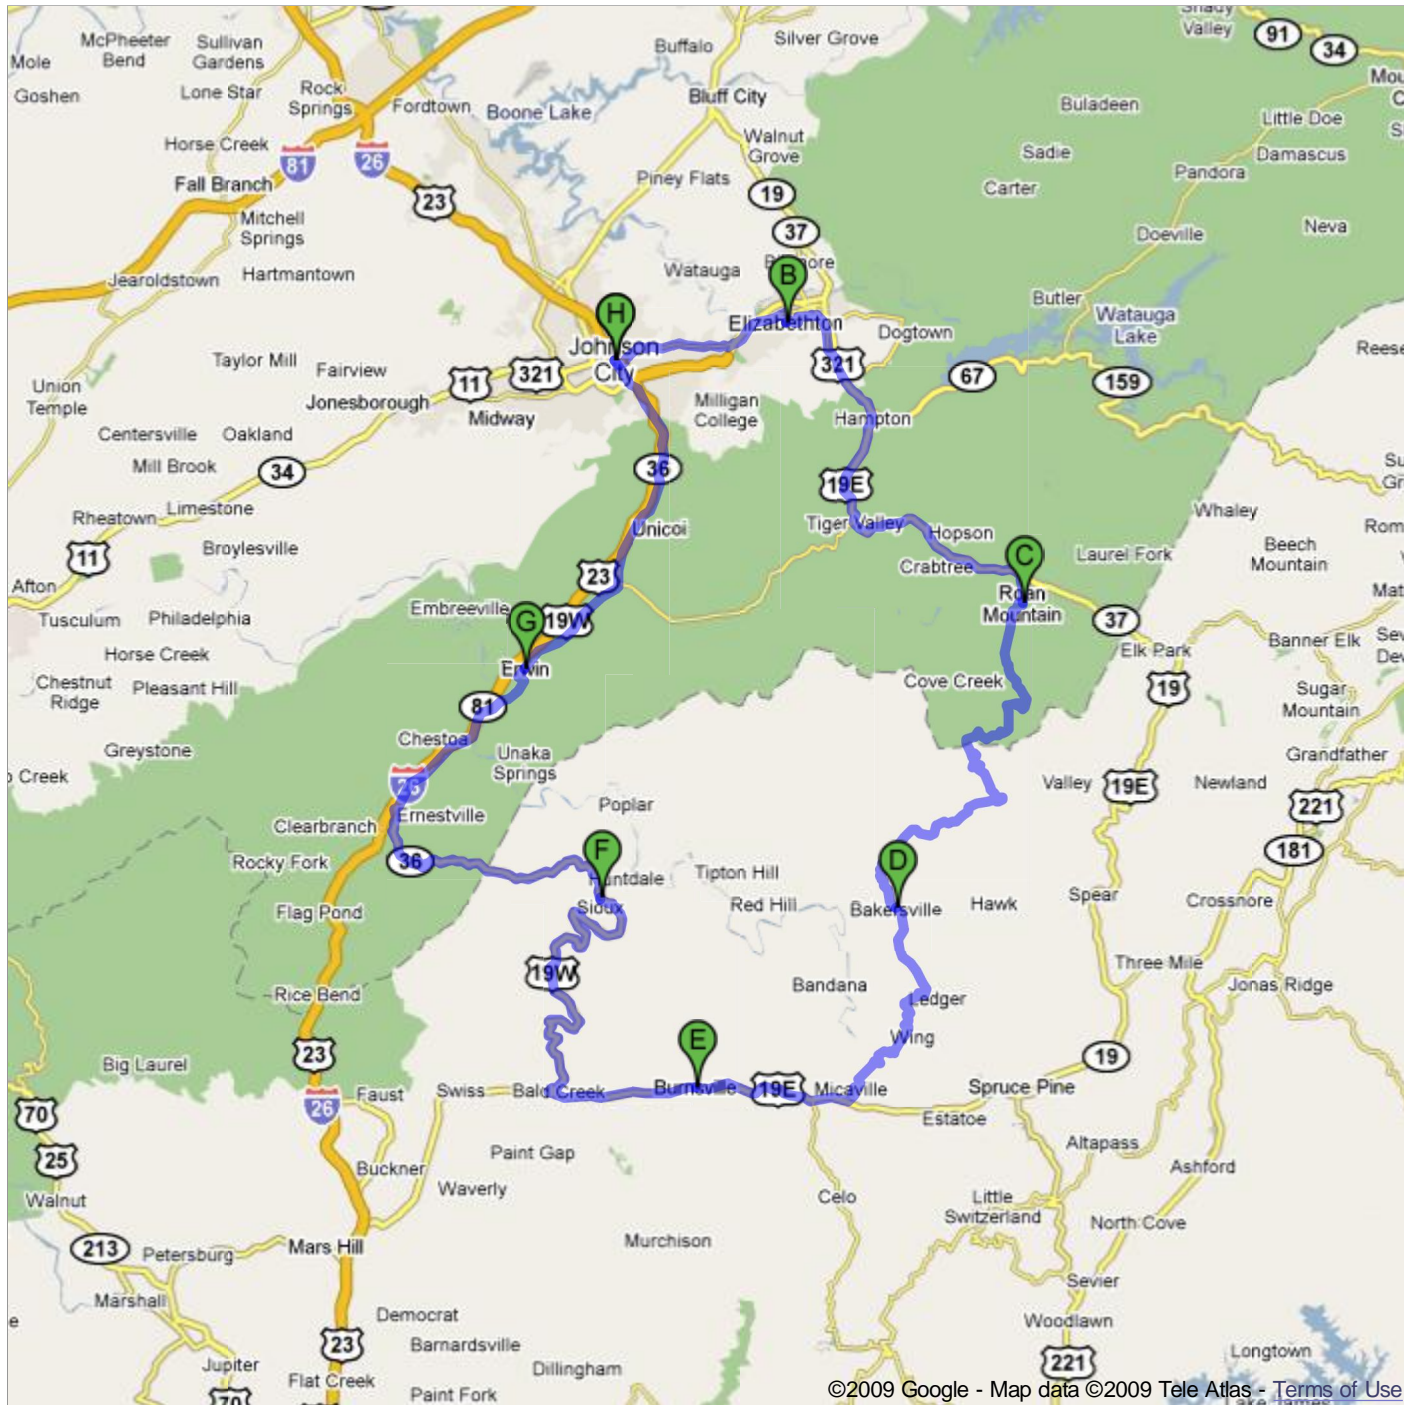 Shady
Valley
91
34
McPheeter
Bend
Sullivan
Gardens
Buffalo
Silver Grove
Mole
Goshen
Lone Star
Rock
Springs
Fordtown
Boone Lake
Bluff City
Buladeen
Little Doe
Horse Creek
81
26
Walnut
Grove
Sadie
Damascus
Fall Branch
23
Piney Flats
19
Carter
Pandora
Mitchell
Springs
37
Doeville
Neva
Jearoldstown
Hartmantown
Watauga
B
Butler
Watauga
Lake
H
Elizabethton
Dogtown
Johnson
City
Taylor Mill
Fairview
11
321
321
67
159
Reese
Union
Temple
Jonesborough
Midway
Milligan
College
Hampton
Centersville
Oakland
Mill Brook
34
36
19E
Limestone
Rheatown
Unicoi
Tiger Valley
Hopson
Whaley
11
Broylesville
23
Crabtree
C
Laurel Fork
Beech
Mountain
Afton
Tusculum
Philadelphia
Embreeville
G
19W
Roan
Mountain
37
Banner Elk
Elk Park
Horse Creek
Erwin
Chestnut
Ridge
Pleasant Hill
81
Cove Creek
19
Sugar
Mountain
Greystone
Chestoa
Unaka
Springs
Grandfather
Creek
26
Valley
19E
Newland
221
Poplar
Ernestville
Clearbranch
Rocky Fork
36
F
Huntdale
Tipton Hill
D
181
Sioux
Red Hill
Bakersville
Hawk
Spear
Crossnore
Flag Pond
19W
Three Mile
Rice Bend
Bandana
Ledger
Jonas Ridge
Wing
Big Laurel
23
E
19
Faust
Swiss
Bald Creek
Burnsville
19E
Micaville
Spruce Pine
26
Estatoe
70
25
Paint Gap
Altapass
Buckner
Ashford
Walnut
Waverly
Celo
Little
Switzerland
North Cove
213
Petersburg
Mars Hill
Murchison
Sevier
Marshall
Democrat
Woodlawn
23
Barnardsville
Longtown
Jupiter
Dillingham
221
Flat Creek
Paint Fork
70
©2009 Google - Map data ©2009 Tele Atlas - Terms of Use